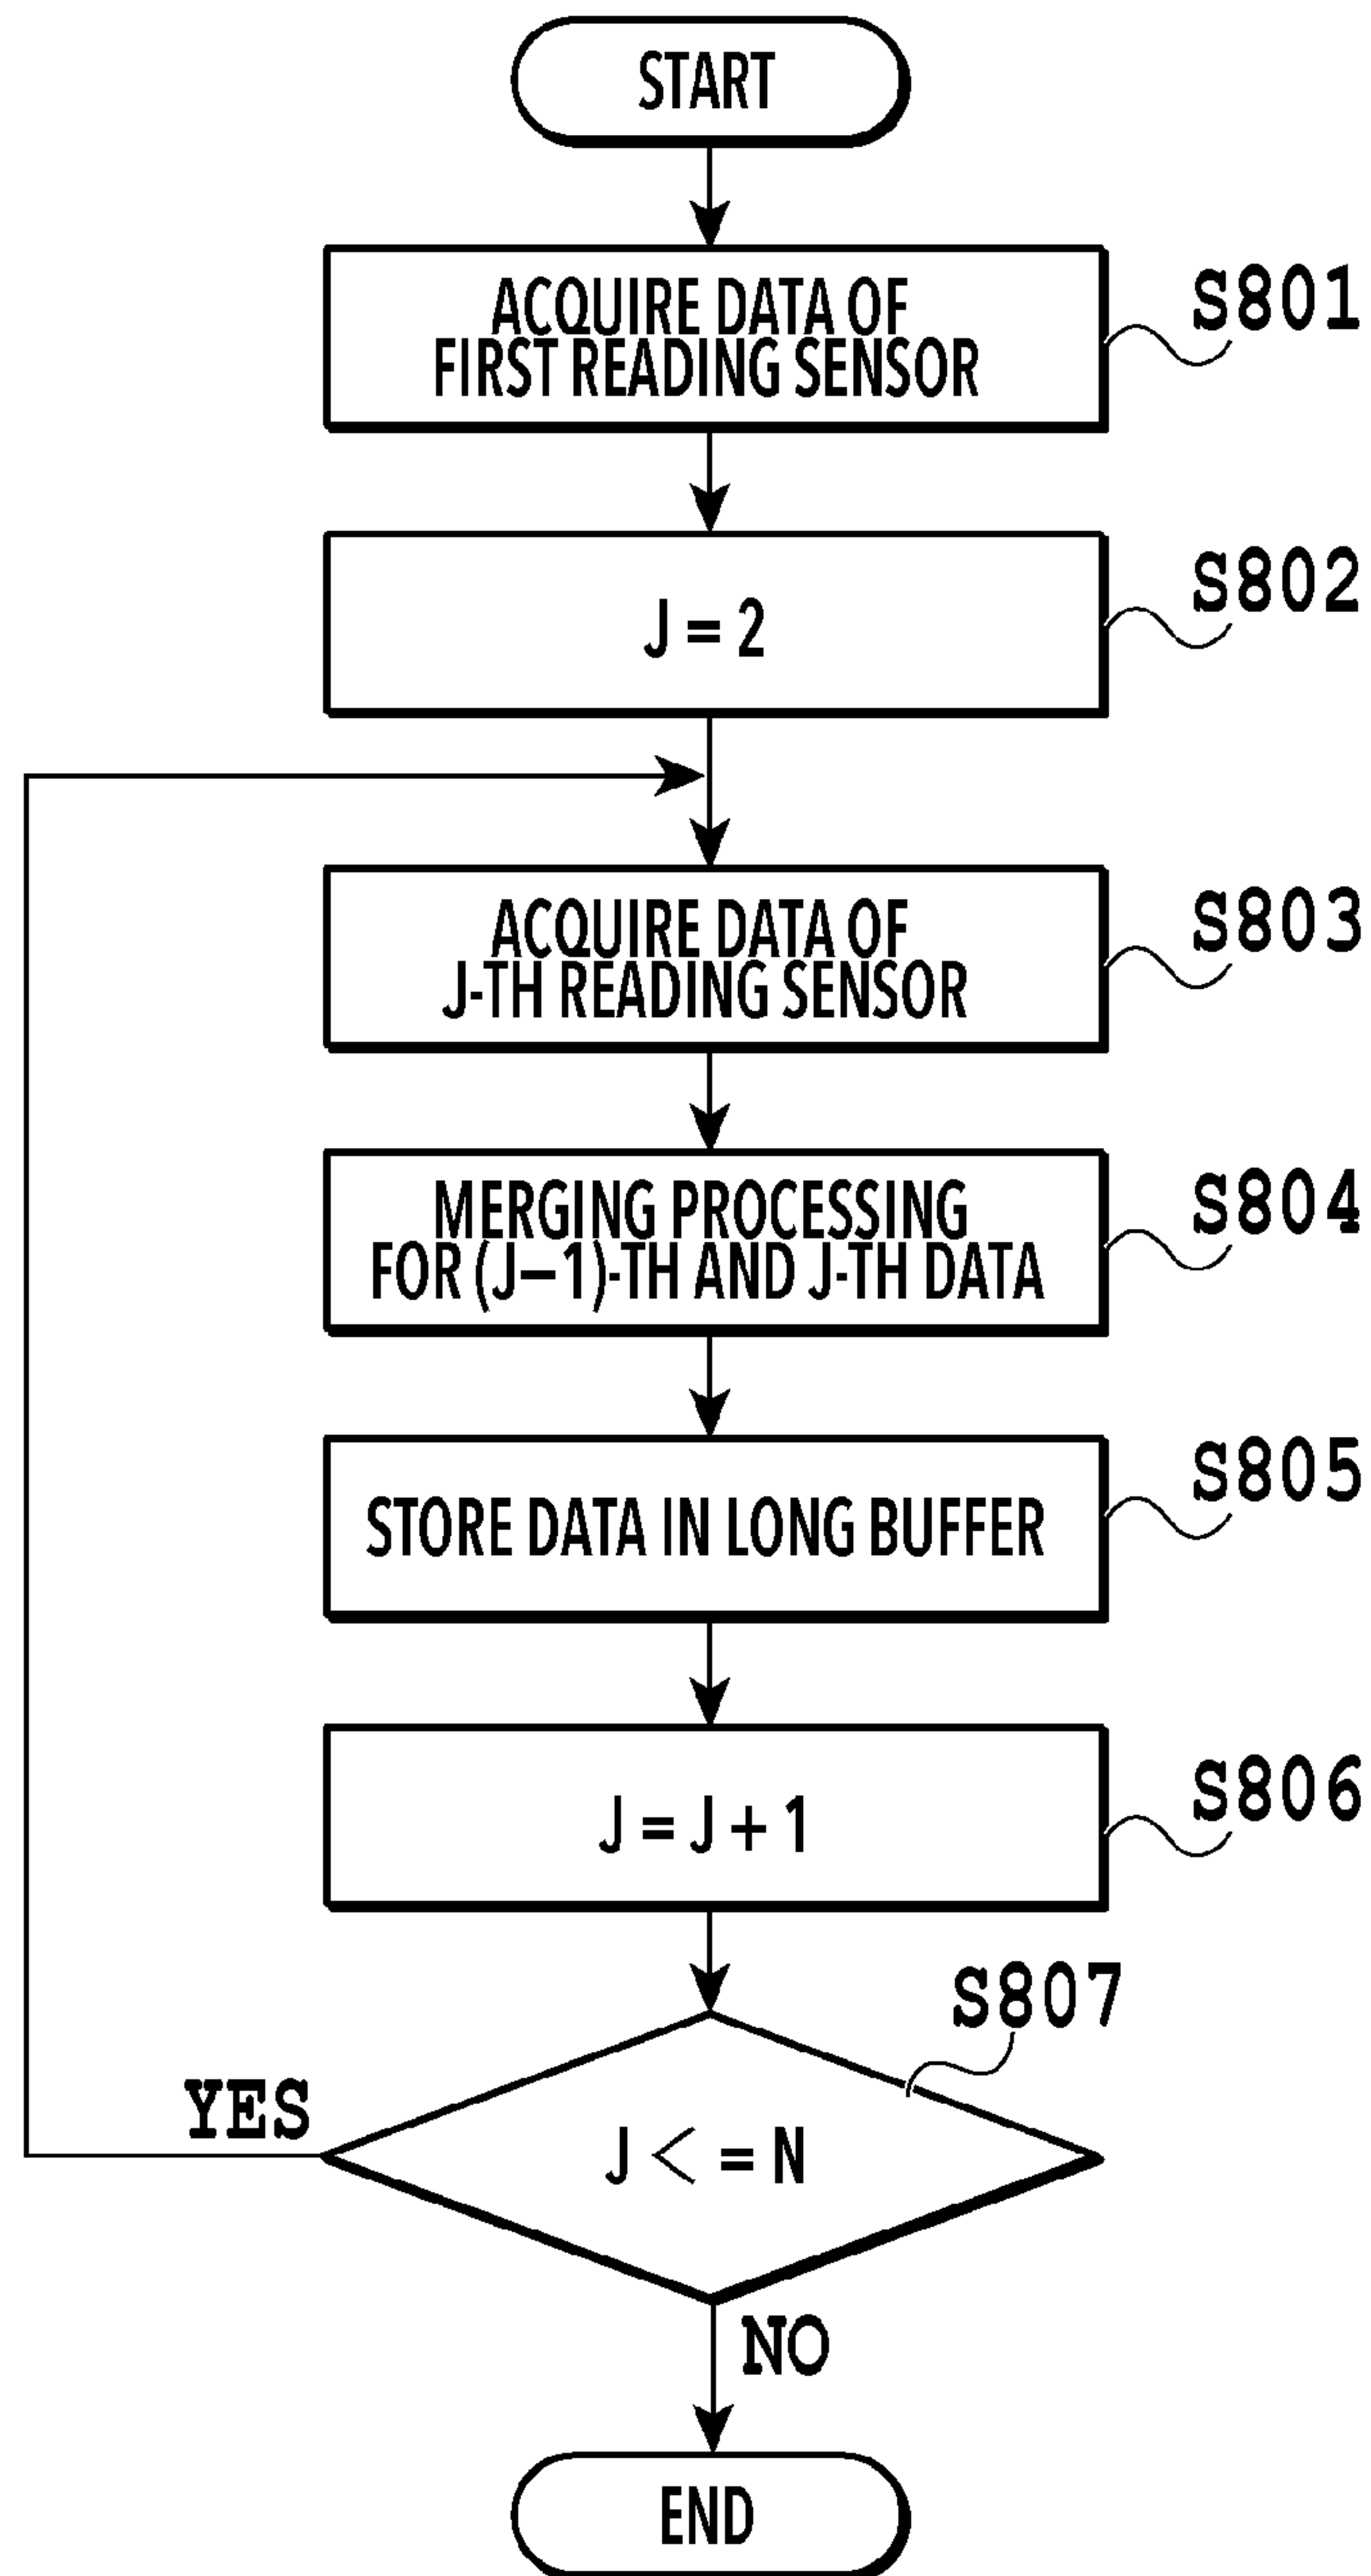 START
ACQUIRE DATA OF
FIRST READING SENSOR
S801
J = 2
S802
ACQUIRE DATA OF
J-TH READING SENSOR
S803
MERGING PROCESSING
FOR (J−1)-TH AND J-TH DATA
S804
STORE DATA IN LONG BUFFER
S805
J = J + 1
S806
S807
YES
J < = N
NO
END